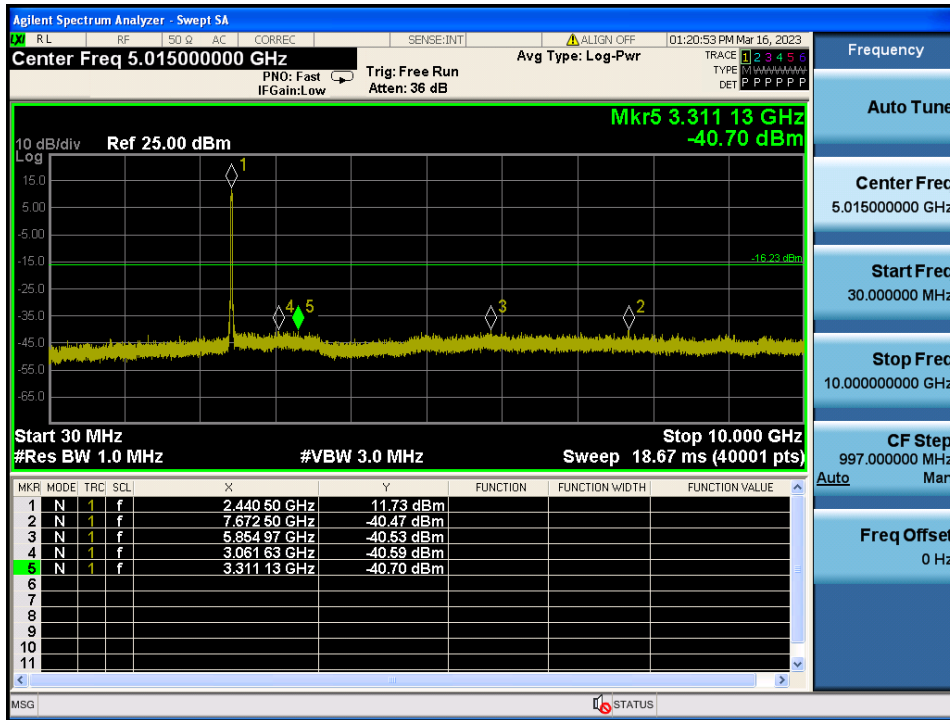 Agilent Spectrum Analyzer - Swept SA
LXI RL RF 50 Ω AC CORREC SENSE:INT ALIGN OFF 01:20:53 PM Mar 16, 2023
Center Freq 5.015000000 GHz
PNO: Fast
IFGain:Low
Trig: Free Run
Atten: 36 dB
Avg Type: Log-Pwr
TRACE 1 2 3 4 5 6
TYPE M
DET P P P P P P
Mkr5 3.311 13 GHz
-40.70 dBm
10 dB/div Ref 25.00 dBm
Log
1
15.0
5.00
-5.00
-15.0
-16.23 dBm
-25.0
4 5 3 2
-35.0
-45.0
-55.0
-65.0
Start 30 MHz Stop 10.000 GHz
#Res BW 1.0 MHz #VBW 3.0 MHz Sweep 18.67 ms (40001 pts)
MKR MODE TRC SCL X Y FUNCTION FUNCTION WIDTH FUNCTION VALUE
1 N 1 f 2.440 50 GHz 11.73 dBm
2 N 1 f 7.672 50 GHz -40.47 dBm
3 N 1 f 5.854 97 GHz -40.53 dBm
4 N 1 f 3.061 63 GHz -40.59 dBm
5 N 1 f 3.311 13 GHz -40.70 dBm
6
7
8
9
10
11
MSG STATUS
Frequency
Auto Tune
Center Freq
5.015000000 GHz
Start Freq
30.000000 MHz
Stop Freq
10.000000000 GHz
CF Step
997.000000 MHz
Auto Man
Freq Offset
0 Hz